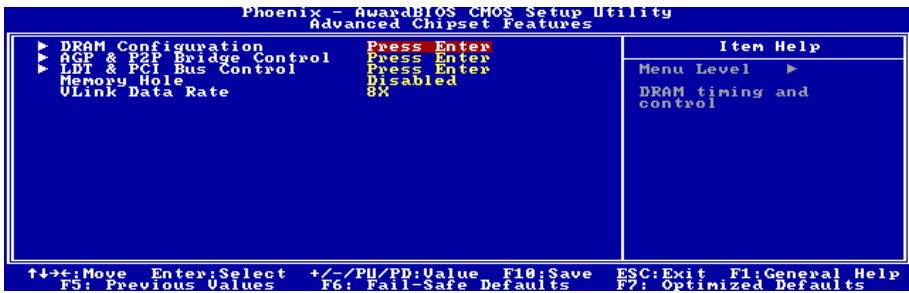 Phoenix - AwardBIOS CMOS Setup Utility
Advanced Chipset Features
► DRAM Configuration Press Enter
► AGP & P2P Bridge Control Press Enter
► LDT & PCI Bus Control Press Enter
Memory Hole Disabled
VLink Data Rate 8X
Item Help
Menu Level ►
DRAM timing and
control
↑↓→←:Move Enter:Select +/-/PU/PD:Value F10:Save ESC:Exit F1:General Help
F5: Previous Values F6: Fail-Safe Defaults F7: Optimized Defaults